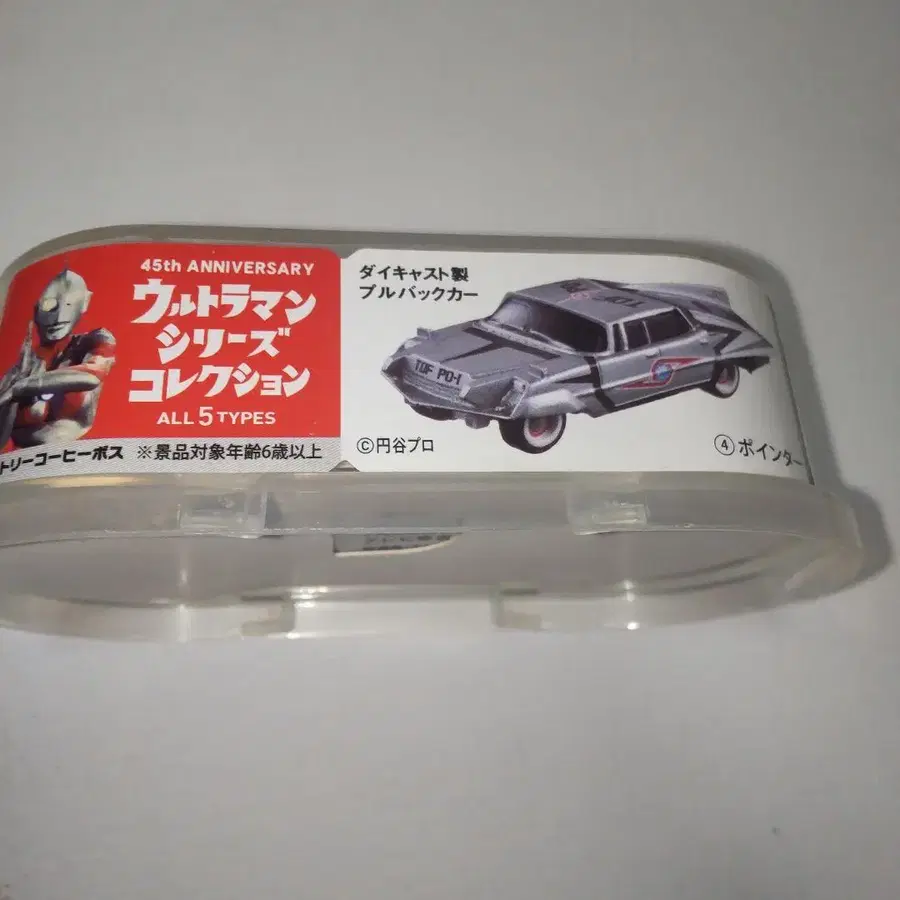 45th ANNIVERSARY
ウルトラマン
シリーズ
コレクション
ALL 5 TYPES
トリーコーヒーボス ※景品対象年齢6歳以上
ダイキャスト製
プルバックカー
TDF PO-1
©円谷プロ
④ポインター